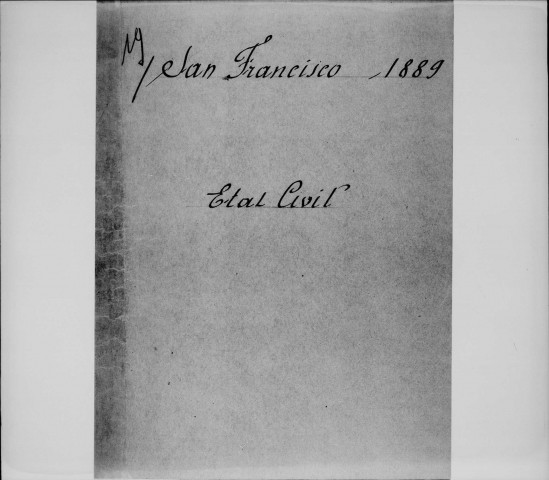 19/ San Francisco 1889
Etat Civil